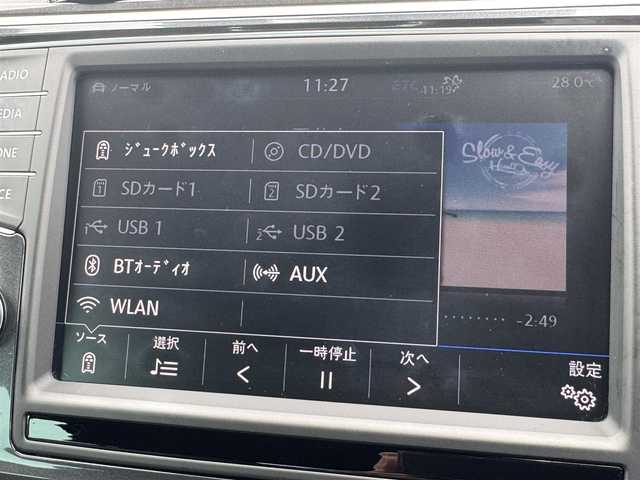 RADIO
EDIA
ONE
CE
ノーマル
11:27
11:19
28.0℃
ジュークボックス
CD/DVD
SDカード1
SDカード2
1
2
USB 1
USB 2
BTオーディオ
AUX
WLAN
Slow & Easy
-2:49
ソース
選択
前へ
一時停止
次へ
設定